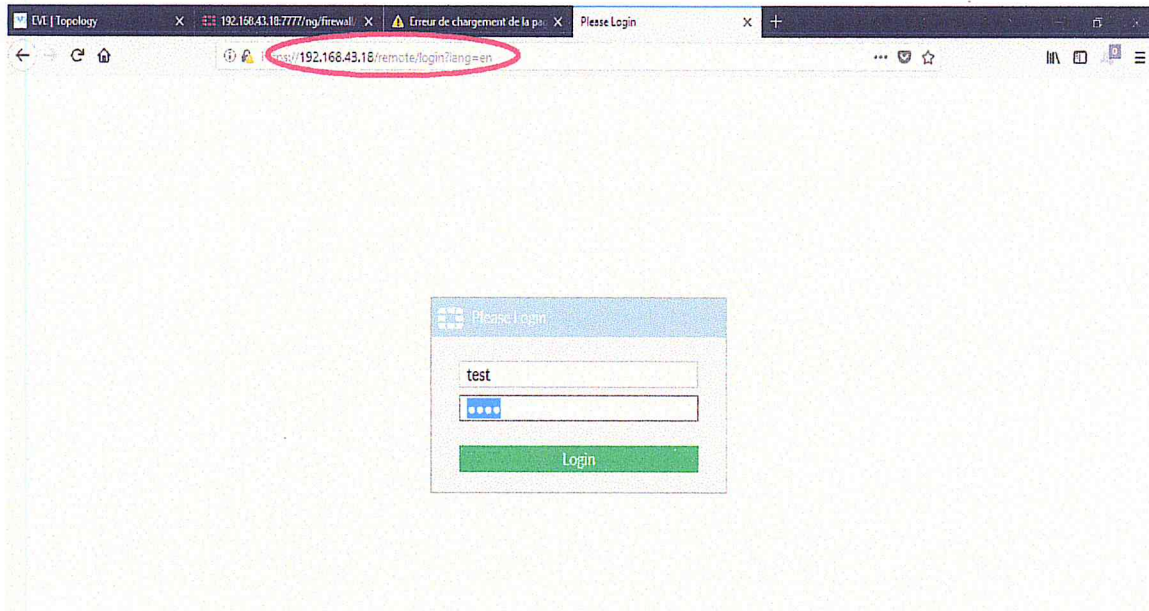 EVE | Topology
192.168.43.18:7777/ng/firewall/
Erreur de chargement de la pa
Please Login
192.168.43.18/remote/login?lang=en
Please Login
test
Login